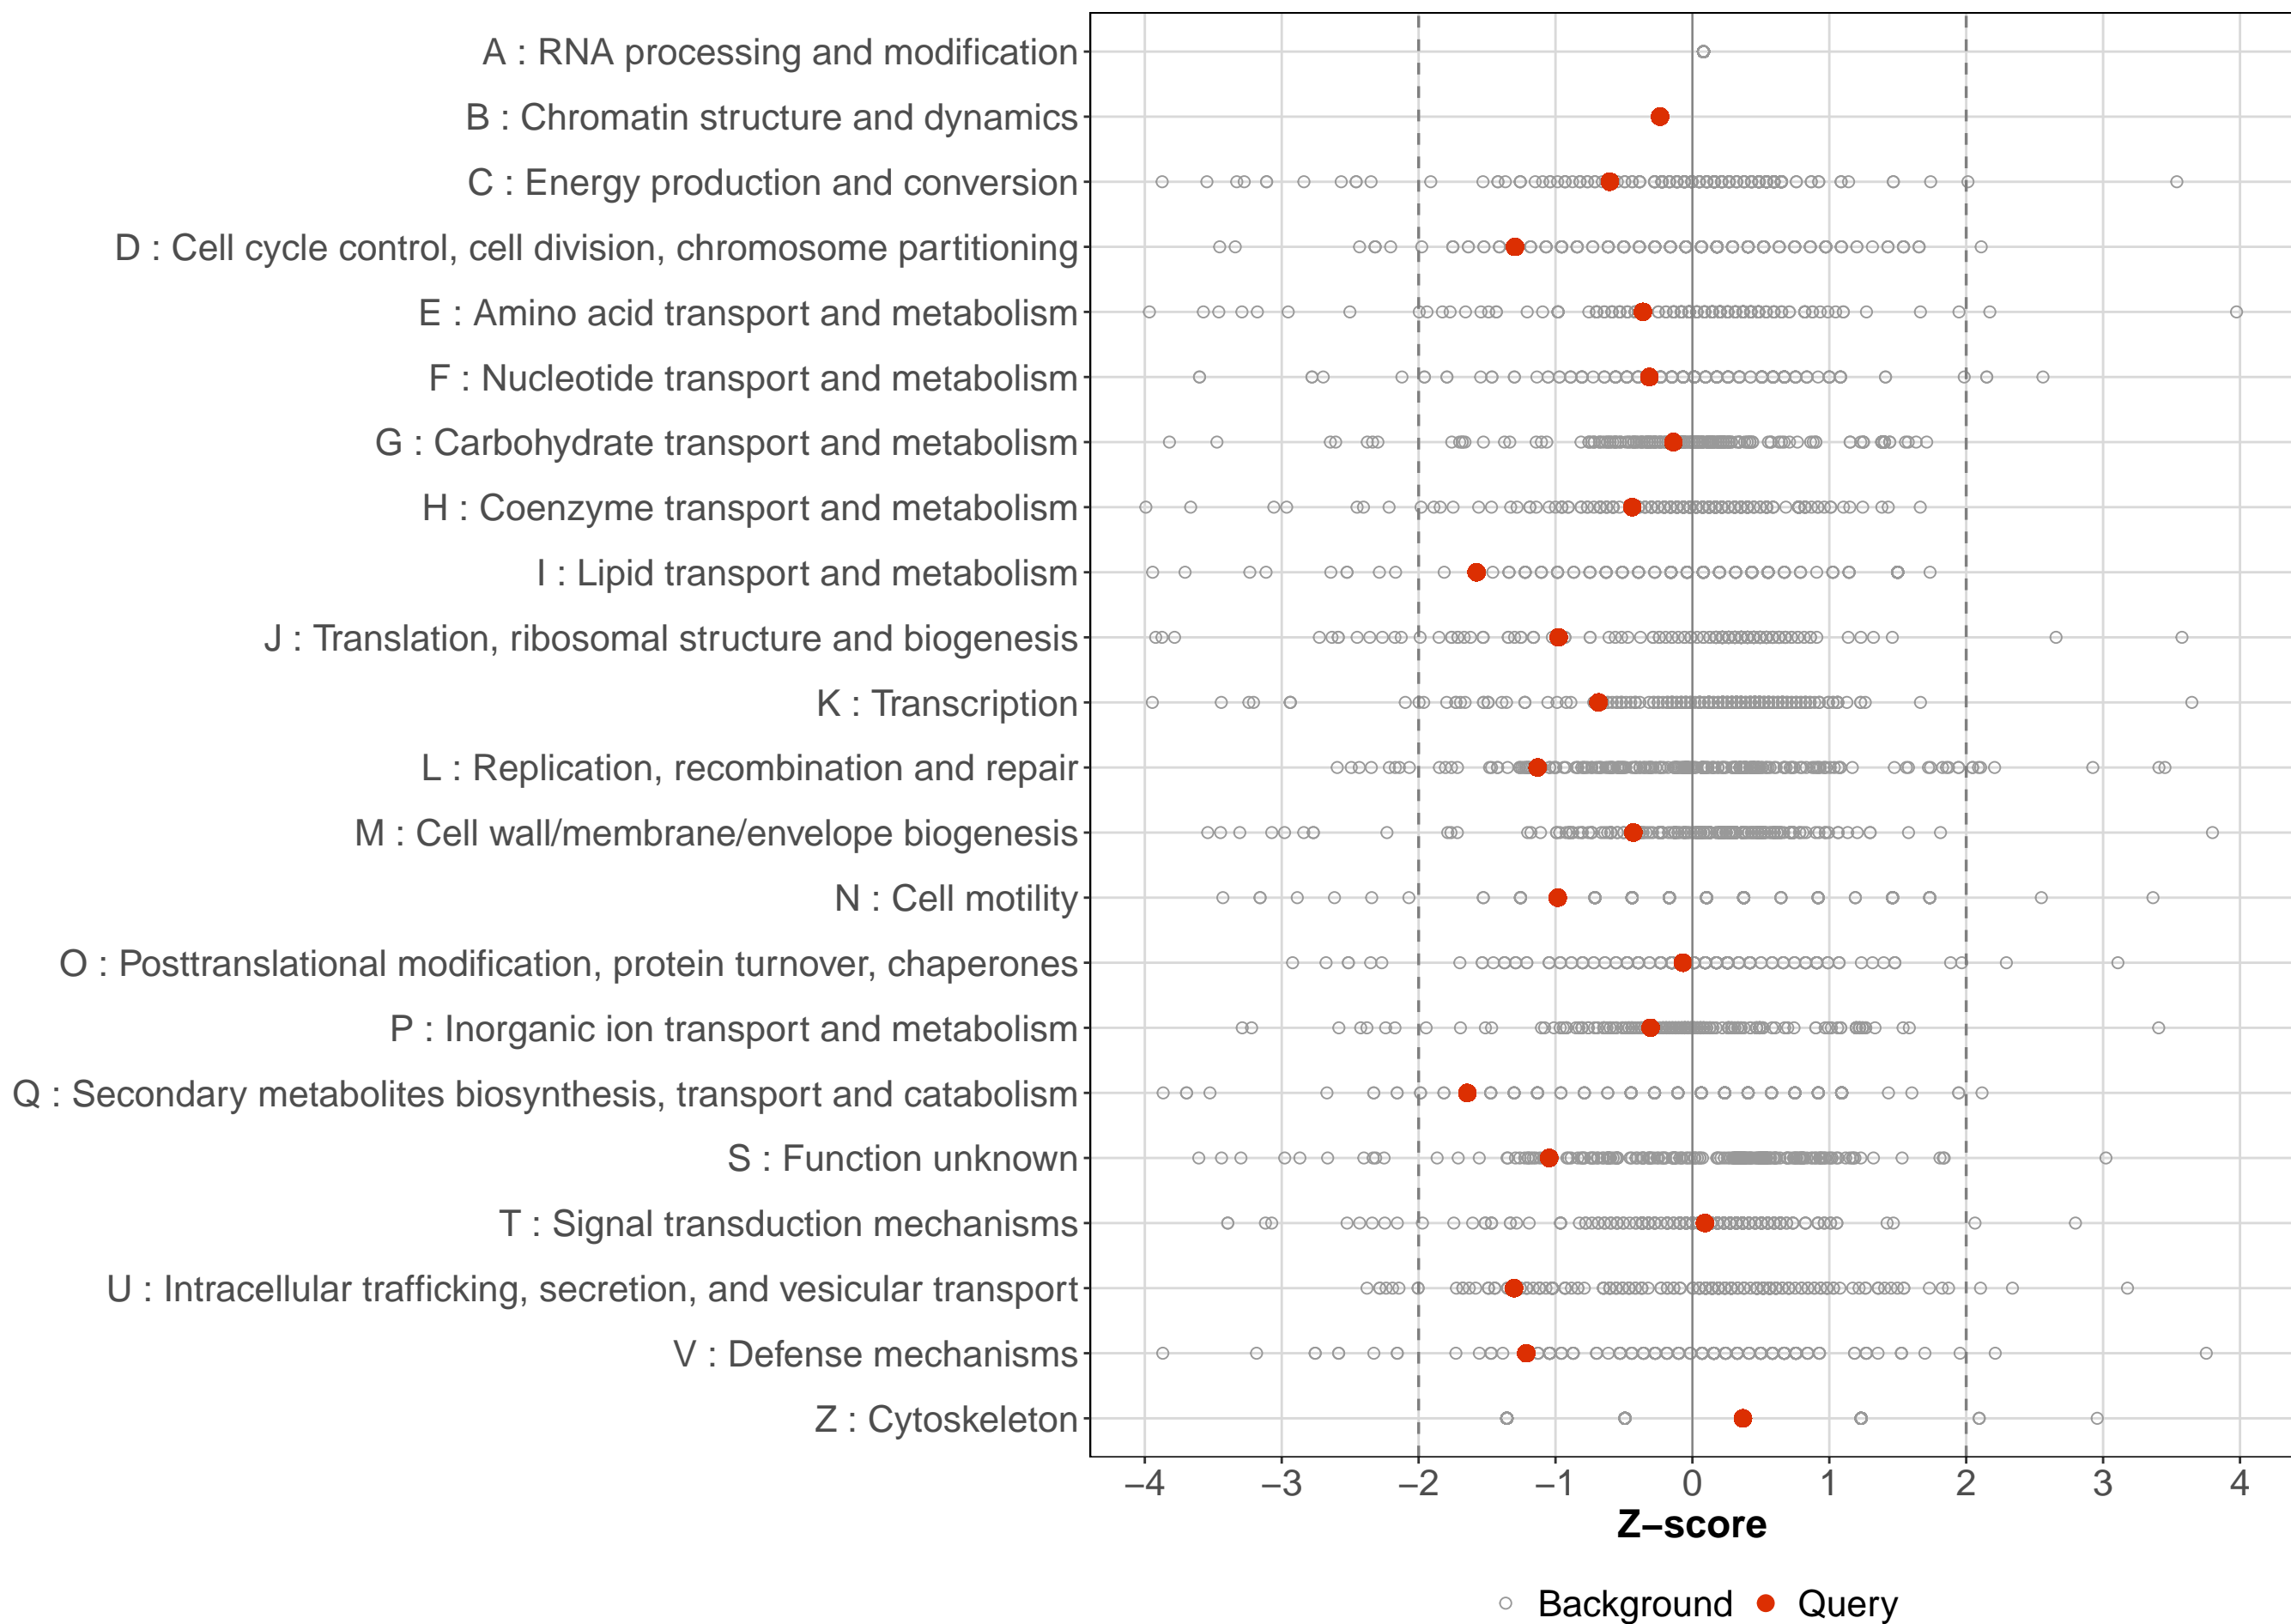 A : RNA processing and modification
B : Chromatin structure and dynamics
C : Energy production and conversion
D : Cell cycle control, cell division, chromosome partitioning
E : Amino acid transport and metabolism
F : Nucleotide transport and metabolism
G : Carbohydrate transport and metabolism
H : Coenzyme transport and metabolism
I : Lipid transport and metabolism
J : Translation, ribosomal structure and biogenesis
K : Transcription
L : Replication, recombination and repair
M : Cell wall/membrane/envelope biogenesis
N : Cell motility
O : Posttranslational modification, protein turnover, chaperones
P : Inorganic ion transport and metabolism
Q : Secondary metabolites biosynthesis, transport and catabolism
S : Function unknown
T : Signal transduction mechanisms
U : Intracellular trafficking, secretion, and vesicular transport
V : Defense mechanisms
Z : Cytoskeleton
−4 −3 −2 −1 0 1 2 3 4
Z−score
Background Query